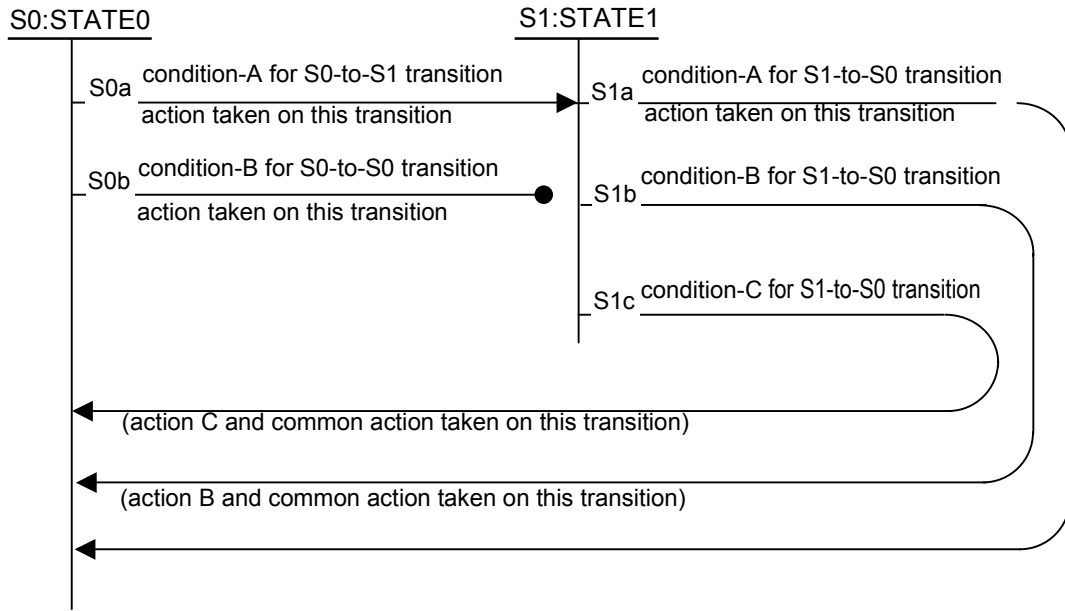 S0:STATE0
S1:STATE1
S0a
condition-A for S0-to-S1 transition
action taken on this transition
S1a
condition-A for S1-to-S0 transition
action taken on this transition
S0b
condition-B for S0-to-S0 transition
action taken on this transition
S1b
condition-B for S1-to-S0 transition
S1c
condition-C for S1-to-S0 transition
(action C and common action taken on this transition)
(action B and common action taken on this transition)